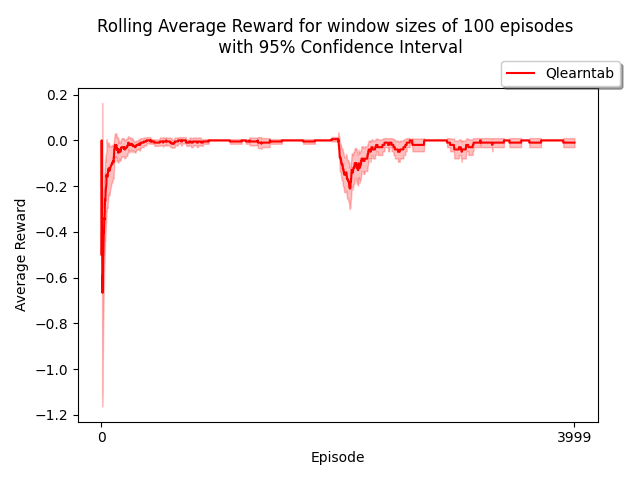 Rolling Average Reward for window sizes of 100 episodes
with 95% Confidence Interval
Qlearntab
0.2
0.0
−0.2
−0.4
−0.6
−0.8
−1.0
−1.2
Average Reward
0 3999
Episode